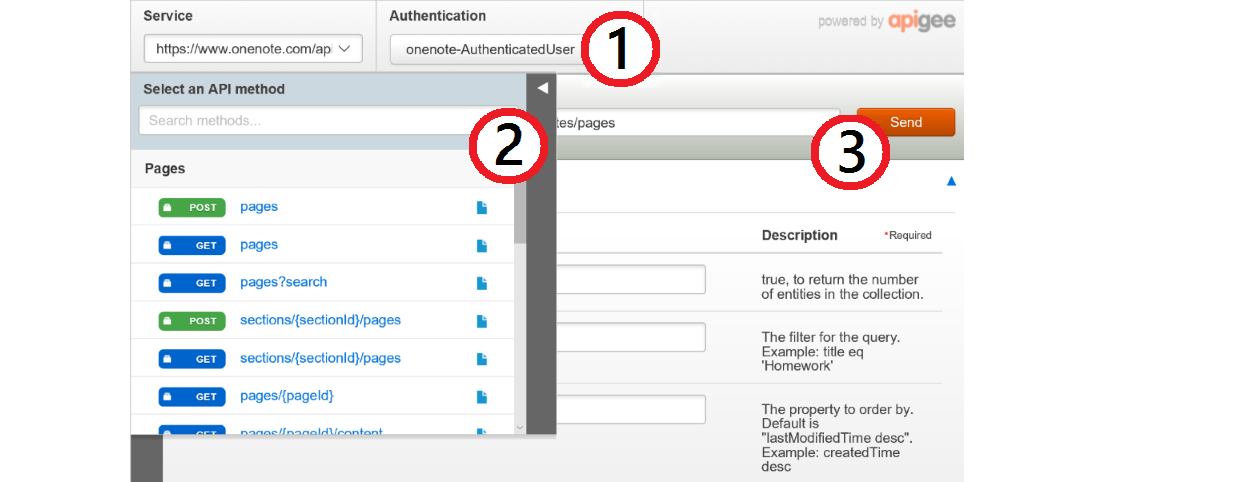 Service
Authentication
powered by apigee
https://www.onenote.com/ap
onenote-AuthenticatedUser
1
Select an API method
Search methods...
2
tes/pages
Send
3
Pages
POST pages
GET pages
GET pages?search
POST sections/{sectionId}/pages
GET sections/{sectionId}/pages
GET pages/{pageId}
GET pages/{pageId}/content
Description
*Required
true, to return the number
of entities in the collection.
The filter for the query.
Example: title eq
'Homework'
The property to order by.
Default is
"lastModifiedTime desc".
Example: createdTime
desc